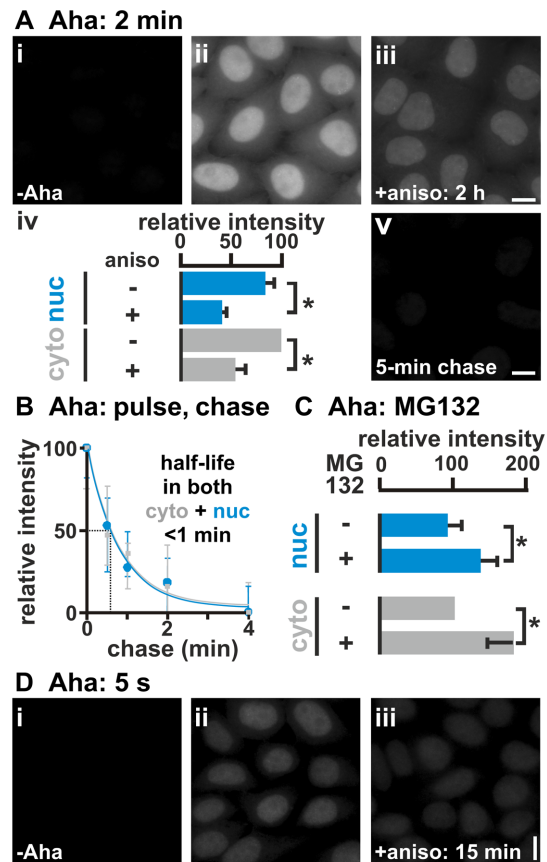 A Aha: 2 min
i
ii
iii
-Aha
+aniso: 2 h
iv
relative intensity
0 50 100
aniso
nuc
-
+
cyto
-
+
*
*
v
5-min chase
B Aha: pulse, chase
relative intensity
100
50
0
half-life
in both
cyto + nuc
<1 min
0 2 4
chase (min)
C Aha: MG132
relative intensity
MG
132
0 100 200
nuc
-
+
*
cyto
-
+
*
D Aha: 5 s
i
ii
iii
-Aha
+aniso: 15 min